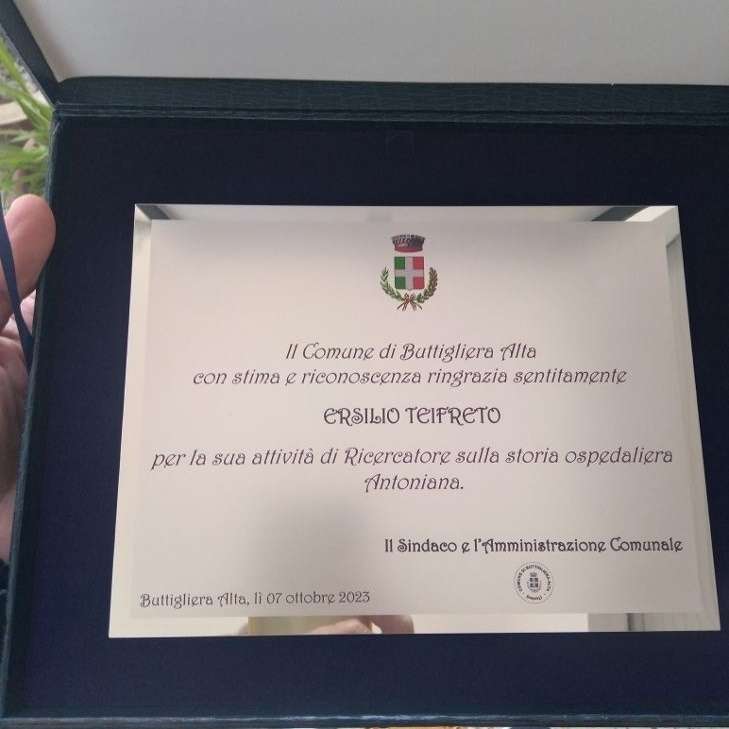 Il Comune di Buttigliera Alta
con stima e riconoscenza ringrazia sentitamente
ERSILIO TEIFRETO
per la sua attività di Ricercatore sulla storia ospedaliera
Antoniana.
Il Sindaco e l'Amministrazione Comunale
Buttigliera Alta, lì 07 ottobre 2023